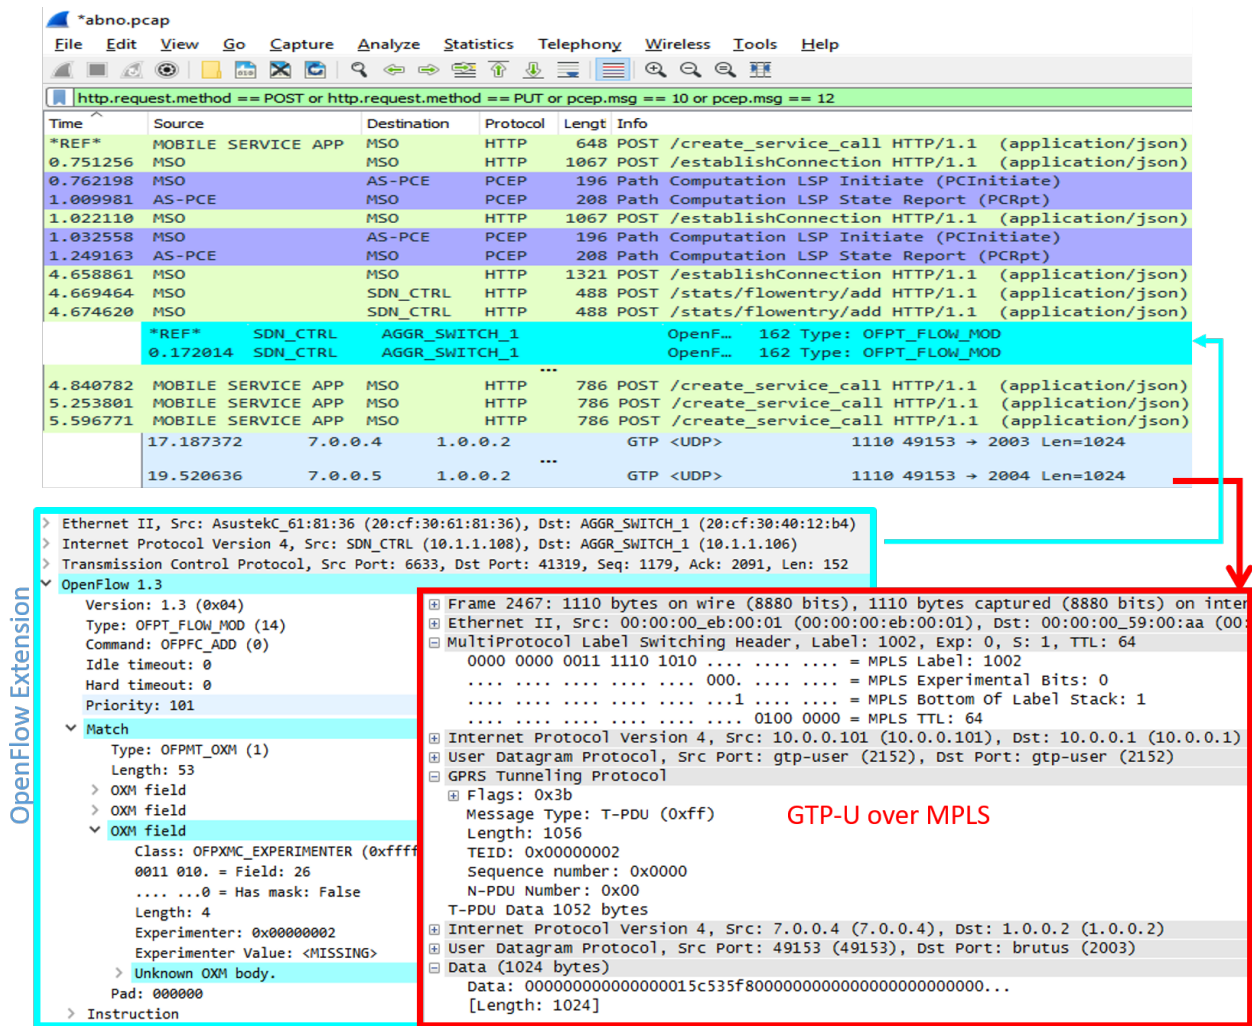 *abno.pcap
File Edit View Go Capture Analyze Statistics Telephony Wireless Tools Help
http.request.method == POST or http.request.method == PUT or pcep.msg == 10 or pcep.msg == 12
Time Source Destination Protocol Lengt Info
*REF* MOBILE SERVICE APP MSO HTTP 648 POST /create_service_call HTTP/1.1 (application/json)
0.751256 MSO MSO HTTP 1067 POST /establishConnection HTTP/1.1 (application/json)
0.762198 MSO AS-PCE PCEP 196 Path Computation LSP Initiate (PCInitiate)
1.009981 AS-PCE MSO PCEP 208 Path Computation LSP State Report (PCRpt)
1.022110 MSO MSO HTTP 1067 POST /establishConnection HTTP/1.1 (application/json)
1.032558 MSO AS-PCE PCEP 196 Path Computation LSP Initiate (PCInitiate)
1.249163 AS-PCE MSO PCEP 208 Path Computation LSP State Report (PCRpt)
4.658861 MSO MSO HTTP 1321 POST /establishConnection HTTP/1.1 (application/json)
4.669464 MSO SDN_CTRL HTTP 488 POST /stats/flowentry/add HTTP/1.1 (application/json)
4.674620 MSO SDN_CTRL HTTP 488 POST /stats/flowentry/add HTTP/1.1 (application/json)
*REF* SDN_CTRL AGGR_SWITCH_1 OpenF… 162 Type: OFPT_FLOW_MOD
0.172014 SDN_CTRL AGGR_SWITCH_1 OpenF… 162 Type: OFPT_FLOW_MOD
...
4.840782 MOBILE SERVICE APP MSO HTTP 786 POST /create_service_call HTTP/1.1 (application/json)
5.253801 MOBILE SERVICE APP MSO HTTP 786 POST /create_service_call HTTP/1.1 (application/json)
5.596771 MOBILE SERVICE APP MSO HTTP 786 POST /create_service_call HTTP/1.1 (application/json)
17.187372 7.0.0.4 1.0.0.2 GTP <UDP> 1110 49153 → 2003 Len=1024
...
19.520636 7.0.0.5 1.0.0.2 GTP <UDP> 1110 49153 → 2004 Len=1024
OpenFlow Extension
Ethernet II, Src: AsustekC_61:81:36 (20:cf:30:61:81:36), Dst: AGGR_SWITCH_1 (20:cf:30:40:12:b4)
Internet Protocol Version 4, Src: SDN_CTRL (10.1.1.108), Dst: AGGR_SWITCH_1 (10.1.1.106)
Transmission Control Protocol, Src Port: 6633, Dst Port: 41319, Seq: 1179, Ack: 2091, Len: 152
OpenFlow 1.3
Version: 1.3 (0x04)
Type: OFPT_FLOW_MOD (14)
Command: OFPFC_ADD (0)
Idle timeout: 0
Hard timeout: 0
Priority: 101
Match
Type: OFPMT_OXM (1)
Length: 53
OXM field
OXM field
OXM field
Class: OFPXMC_EXPERIMENTER (0xffff
0011 010. = Field: 26
.... ...0 = Has mask: False
Length: 4
Experimenter: 0x00000002
Experimenter Value: <MISSING>
Unknown OXM body.
Pad: 000000
Instruction
Frame 2467: 1110 bytes on wire (8880 bits), 1110 bytes captured (8880 bits) on inter
Ethernet II, Src: 00:00:00_eb:00:01 (00:00:00:eb:00:01), Dst: 00:00:00_59:00:aa (00:
MultiProtocol Label Switching Header, Label: 1002, Exp: 0, S: 1, TTL: 64
0000 0000 0011 1110 1010 .... .... .... = MPLS Label: 1002
.... .... .... .... .... 000. .... .... = MPLS Experimental Bits: 0
.... .... .... .... .... ...1 .... .... = MPLS Bottom Of Label Stack: 1
.... .... .... .... .... .... 0100 0000 = MPLS TTL: 64
Internet Protocol Version 4, Src: 10.0.0.101 (10.0.0.101), Dst: 10.0.0.1 (10.0.0.1)
User Datagram Protocol, Src Port: gtp-user (2152), Dst Port: gtp-user (2152)
GPRS Tunneling Protocol
Flags: 0x3b
Message Type: T-PDU (0xff)
Length: 1056
TEID: 0x00000002
Sequence number: 0x0000
N-PDU Number: 0x00
T-PDU Data 1052 bytes
GTP-U over MPLS
Internet Protocol Version 4, Src: 7.0.0.4 (7.0.0.4), Dst: 1.0.0.2 (1.0.0.2)
User Datagram Protocol, Src Port: 49153 (49153), Dst Port: brutus (2003)
Data (1024 bytes)
Data: 000000000000000015c535f8000000000000000000000000...
[Length: 1024]